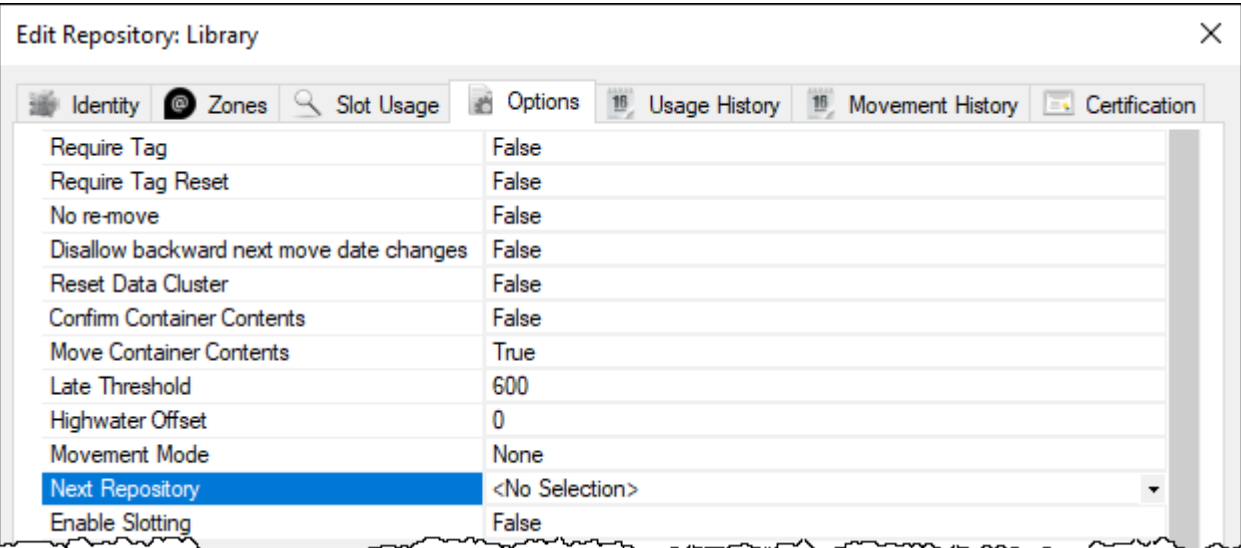 Edit Repository: Library
Identity Zones Slot Usage Options 16 Usage History 16 Movement History Certification
Require Tag False
Require Tag Reset False
No re-move False
Disallow backward next move date changes False
Reset Data Cluster False
Confirm Container Contents False
Move Container Contents True
Late Threshold 600
Highwater Offset 0
Movement Mode None
Next Repository <No Selection>
Enable Slotting False